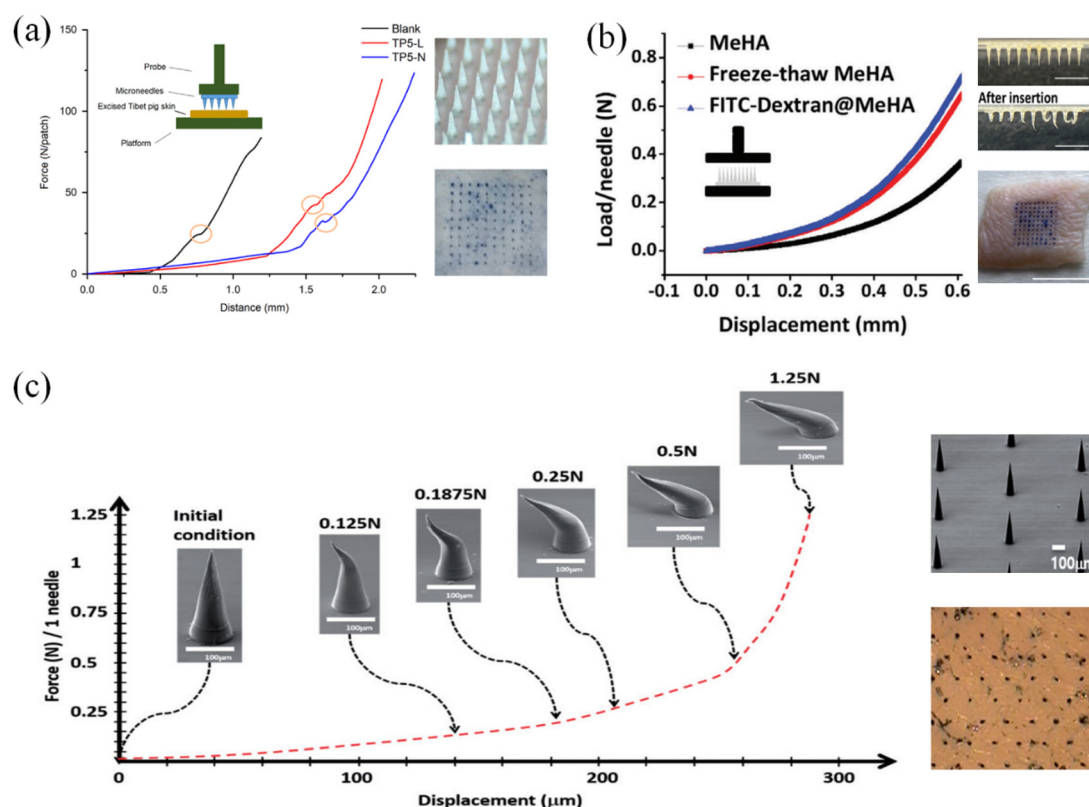 (a)
150
Blank
TP5-L
TP5-N
Probe
Microneedles
Excised Tibet pig skin
Platform
100
50
0
Force (N/patch)
0.0
0.5
1.0
1.5
2.0
Distance (mm)
(b)
0.8
0.6
0.4
0.2
0.0
MeHA
Freeze-thaw MeHA
FITC-Dextran@MeHA
Load/needle (N)
-0.1 0.0 0.1 0.2 0.3 0.4 0.5 0.6
Displacement (mm)
After insertion
(c)
1.25
1
0.75
0.5
0.25
Force (N) / 1 needle
Initial
condition
100μm
0.125N
100μm
0.1875N
100μm
0.25N
100μm
0.5N
100μm
1.25N
100μm
0
100
200
300
Displacement (μm)
100μm